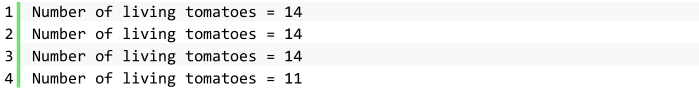 1 Number of living tomatoes = 14
2 Number of living tomatoes = 14
3 Number of living tomatoes = 14
4 Number of living tomatoes = 11